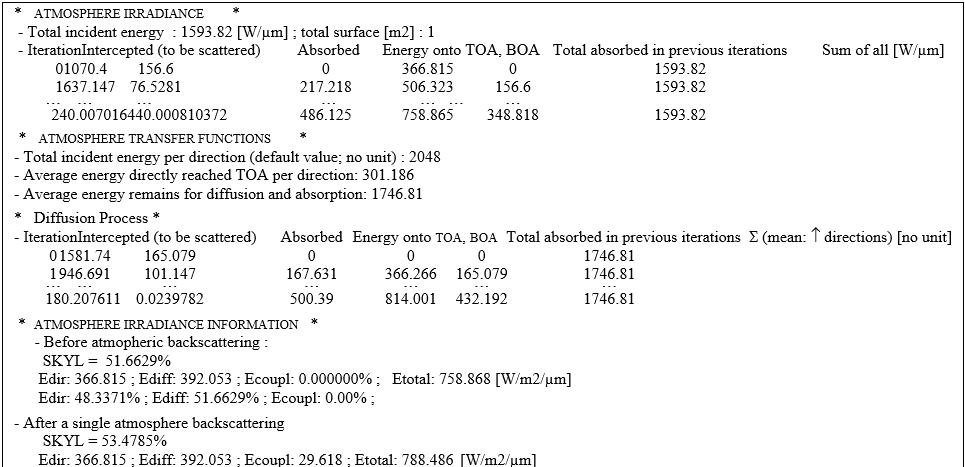 * ATMOSPHERE IRRADIANCE *
- Total incident energy : 1593.82 [W/µm] ; total surface [m2] : 1
- IterationIntercepted (to be scattered) Absorbed Energy onto TOA, BOA Total absorbed in previous iterations Sum of all [W/µm]
01070.4 156.6 0 366.815 0 1593.82
1637.147 76.5281 217.218 506.323 156.6 1593.82
... ... ... ... ... ... ...
240.007016440.000810372 486.125 758.865 348.818 1593.82
* ATMOSPHERE TRANSFER FUNCTIONS *
- Total incident energy per direction (default value; no unit) : 2048
- Average energy directly reached TOA per direction: 301.186
- Average energy remains for diffusion and absorption: 1746.81
* Diffusion Process *
- IterationIntercepted (to be scattered) Absorbed Energy onto TOA, BOA Total absorbed in previous iterations Σ (mean: ↑ directions) [no unit]
01581.74 165.079 0 0 0 1746.81
1946.691 101.147 167.631 366.266 165.079 1746.81
... ... ... ... ... ...
180.207611 0.0239782 500.39 814.001 432.192 1746.81
* ATMOSPHERE IRRADIANCE INFORMATION *
- Before atmopheric backscattering :
SKYL = 51.6629%
Edir: 366.815 ; Ediff: 392.053 ; Ecoupl: 0.000000% ; Etotal: 758.868 [W/m2/µm]
Edir: 48.3371% ; Ediff: 51.6629% ; Ecoupl: 0.00% ;
- After a single atmosphere backscattering
SKYL = 53.4785%
Edir: 366.815 ; Ediff: 392.053 ; Ecoupl: 29.618 ; Etotal: 788.486 [W/m2/µm]